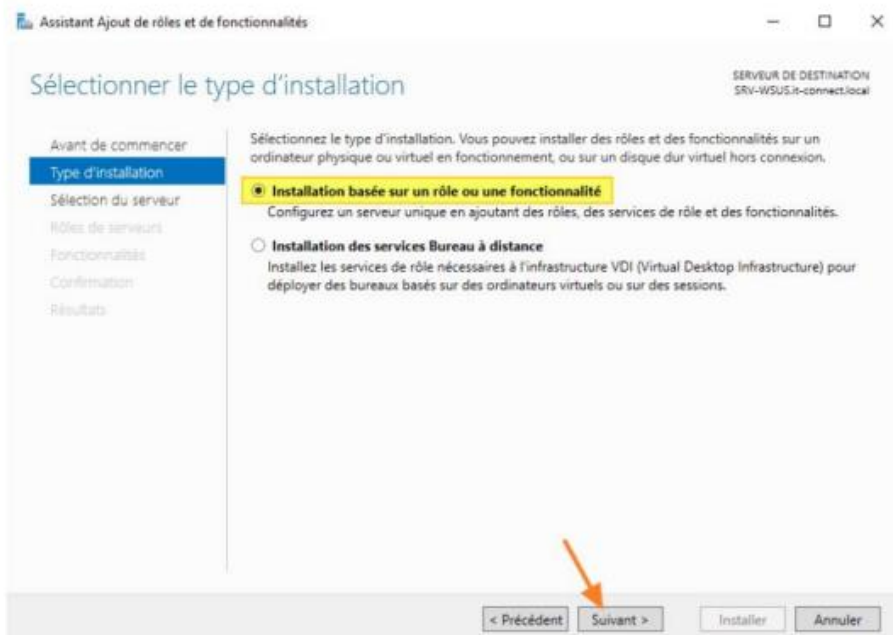 Assistant Ajout de rôles et de fonctionnalités
Sélectionner le type d'installation
SERVEUR DE DESTINATION
SRV-WSUS.it-connect.local
Avant de commencer
Type d'installation
Sélection du serveur
Rôles de serveurs
Fonctionnalités
Confirmation
Résultats
Sélectionnez le type d'installation. Vous pouvez installer des rôles et des fonctionnalités sur un
ordinateur physique ou virtuel en fonctionnement, ou sur un disque dur virtuel hors connexion.
Installation basée sur un rôle ou une fonctionnalité
Configurez un serveur unique en ajoutant des rôles, des services de rôle et des fonctionnalités.
Installation des services Bureau à distance
Installez les services de rôle nécessaires à l'infrastructure VDI (Virtual Desktop Infrastructure) pour
déployer des bureaux basés sur des ordinateurs virtuels ou sur des sessions.
< Précédent
Suivant >
Installer
Annuler